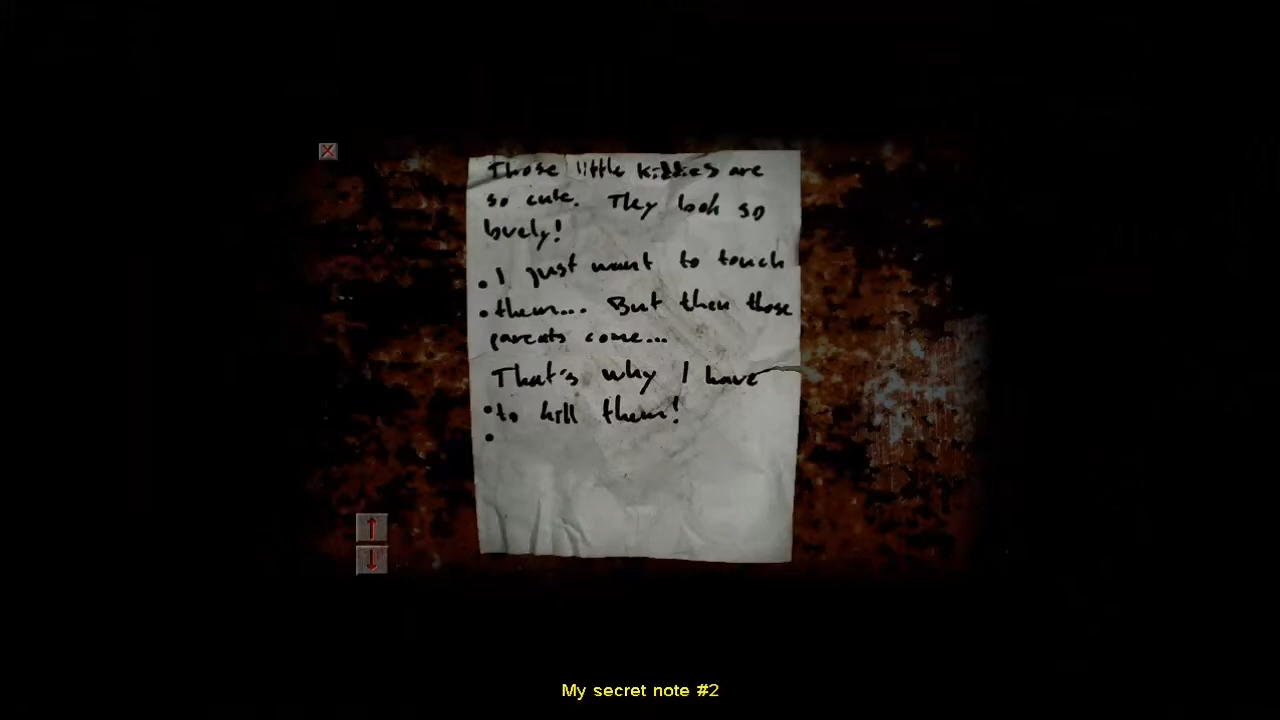 Those little kiddies are
so cute. They look so
lovely!
I just want to touch
them... But then those
parents come...
That's why I have
to kill them!
My secret note #2